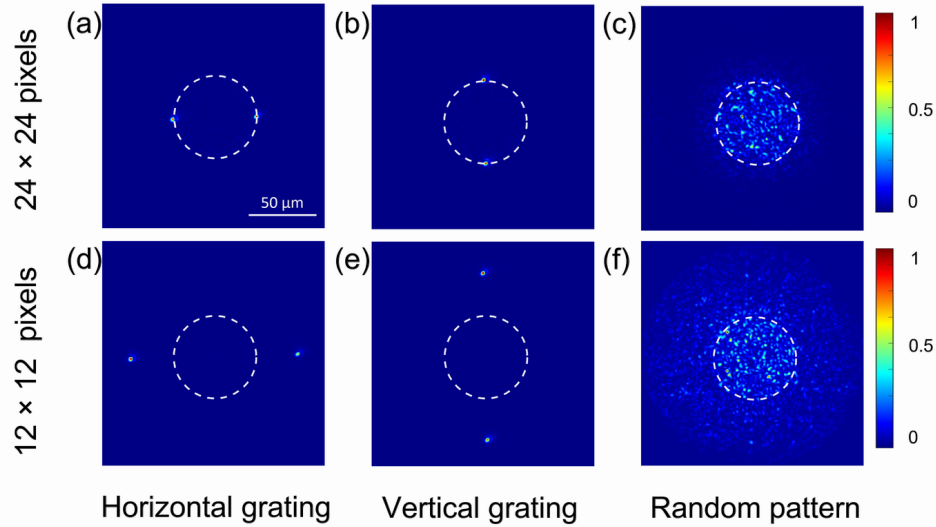 (a)
(b)
(c)
24 × 24 pixels
50 µm
1
0.5
0
(d)
(e)
(f)
12 × 12 pixels
1
0.5
0
Horizontal grating
Vertical grating
Random pattern